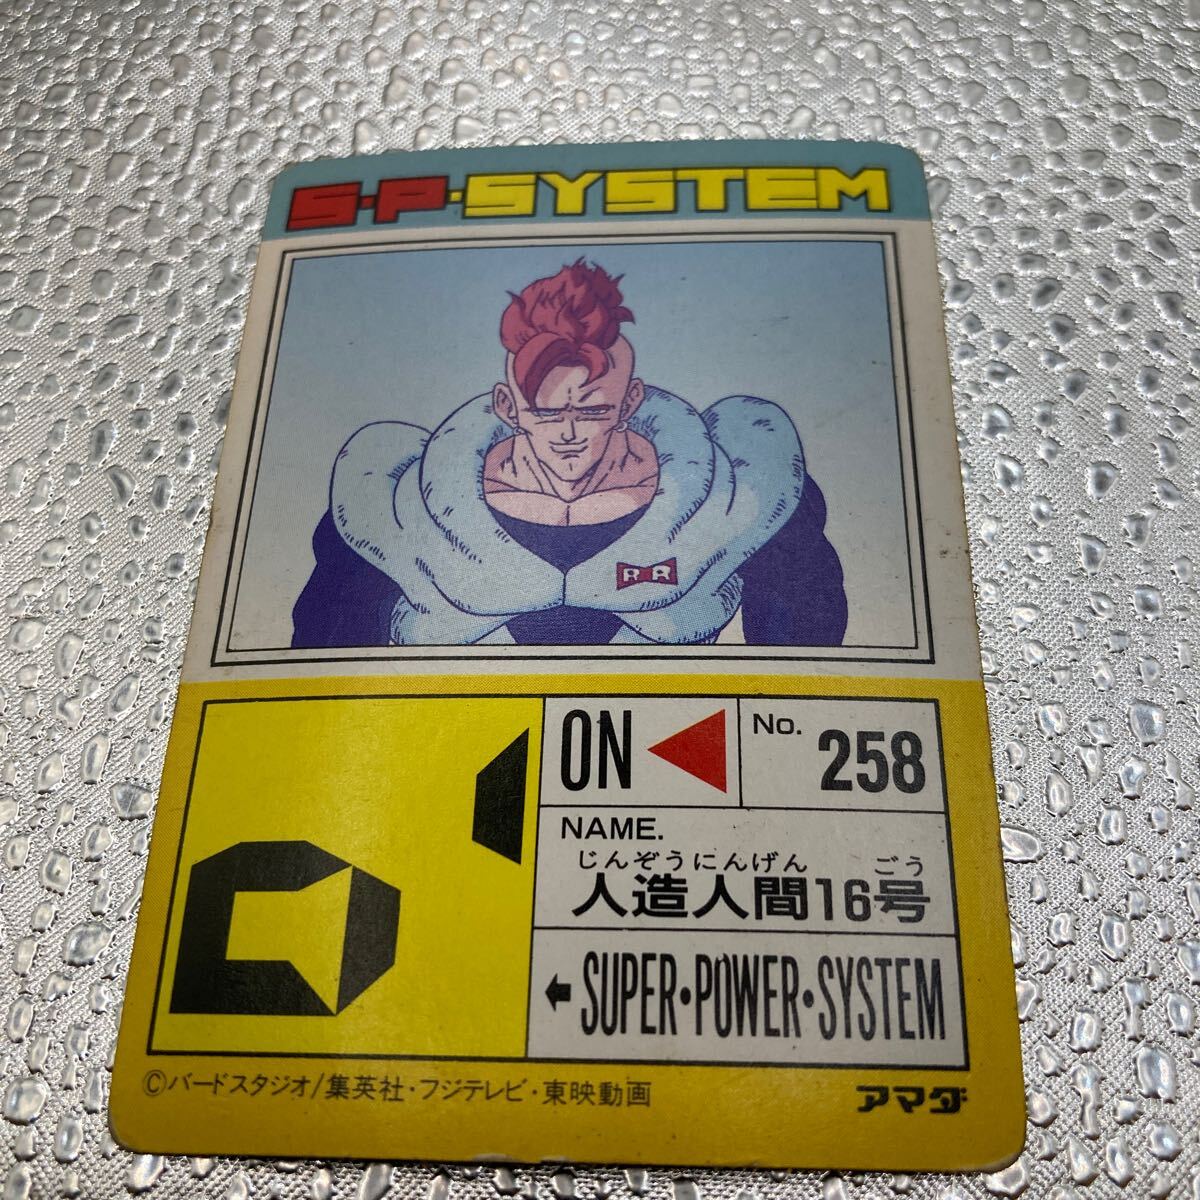 S·P·SYSTEM
RR
ON
No. 258
NAME.
じんぞうにんげん ごう
人造人間16号
SUPER·POWER·SYSTEM
©バードスタジオ/集英社・フジテレビ・東映動画
アマダ